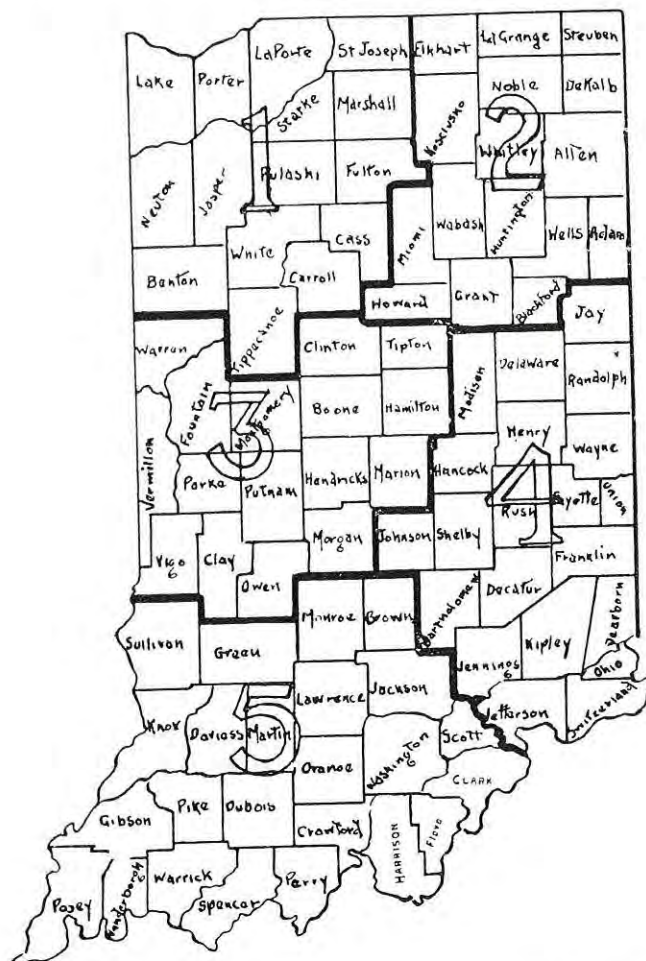 LaPorte St Joseph Elkhart LaGrange Steuben
Lake Porter Noble DeKalb
Starke Marshall Kosciusko Whitley Allen
1 2
Newton Jasper Pulaski Fulton
White Cass Miami Wabash Huntington Wells Adams
Benton Carroll Howard Grant Blackford Jay
Warren Tippecanoe Clinton Tipton Madison Delaware Randolph
3
Fountain Montgomery Boone Hamilton Henry Wayne
Vermillon Parke Putnam Hendricks Marion Hancock Rush Fayette Union
4
Vigo Clay Owen Morgan Johnson Shelby Franklin
Sullivan Green Monroe Brown Bartholomew Decatur Ripley Dearborn
Jennings Ohio
Knox Daviess Martin Lawrence Jackson Jefferson Switzerland
5
Orange Washington Scott
CLARK
Gibson Pike Dubois Crawford HARRISON FLOYD
Posey Vanderborgh Warrick Spencer Perry